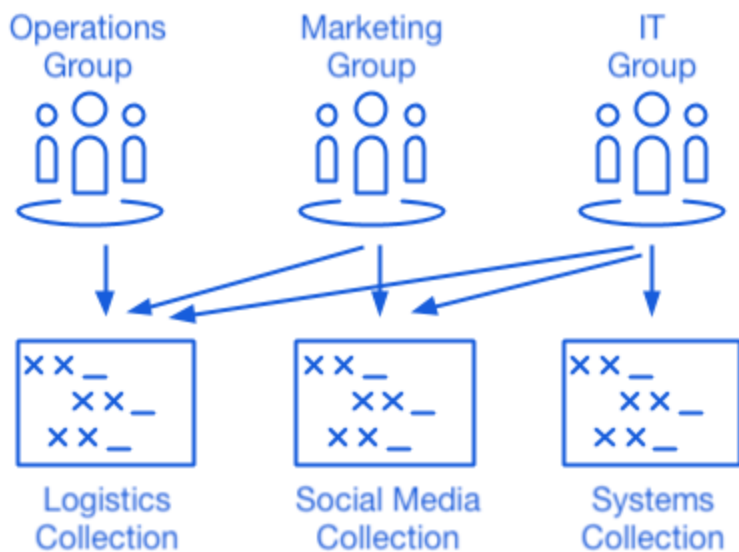 Operations
Group
Marketing
Group
IT
Group
××_
××_
××_
××_
××_
××_
××_
××_
××_
Logistics
Collection
Social Media
Collection
Systems
Collection